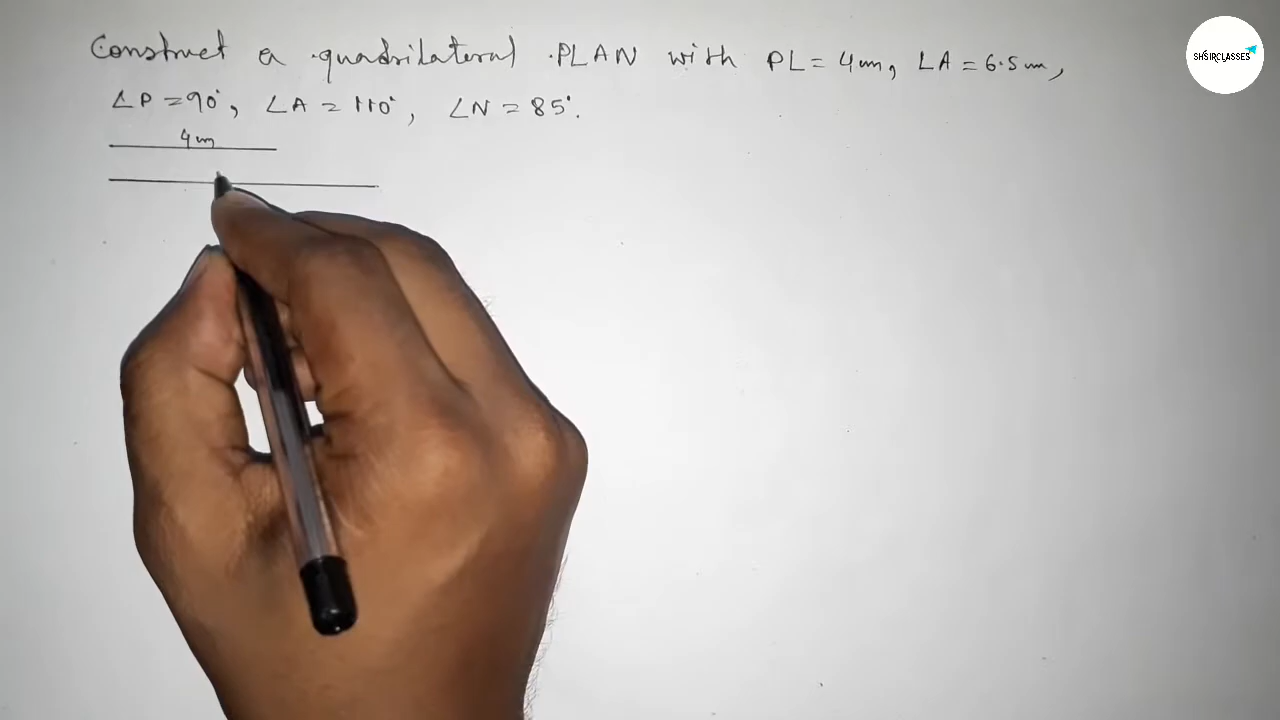 Construct a quadrilateral PLAN with PL = 4cm, LA = 6.5cm,
∠P = 90°, ∠A = 110°, ∠N = 85°.
4cm
SHSIRCLASSES